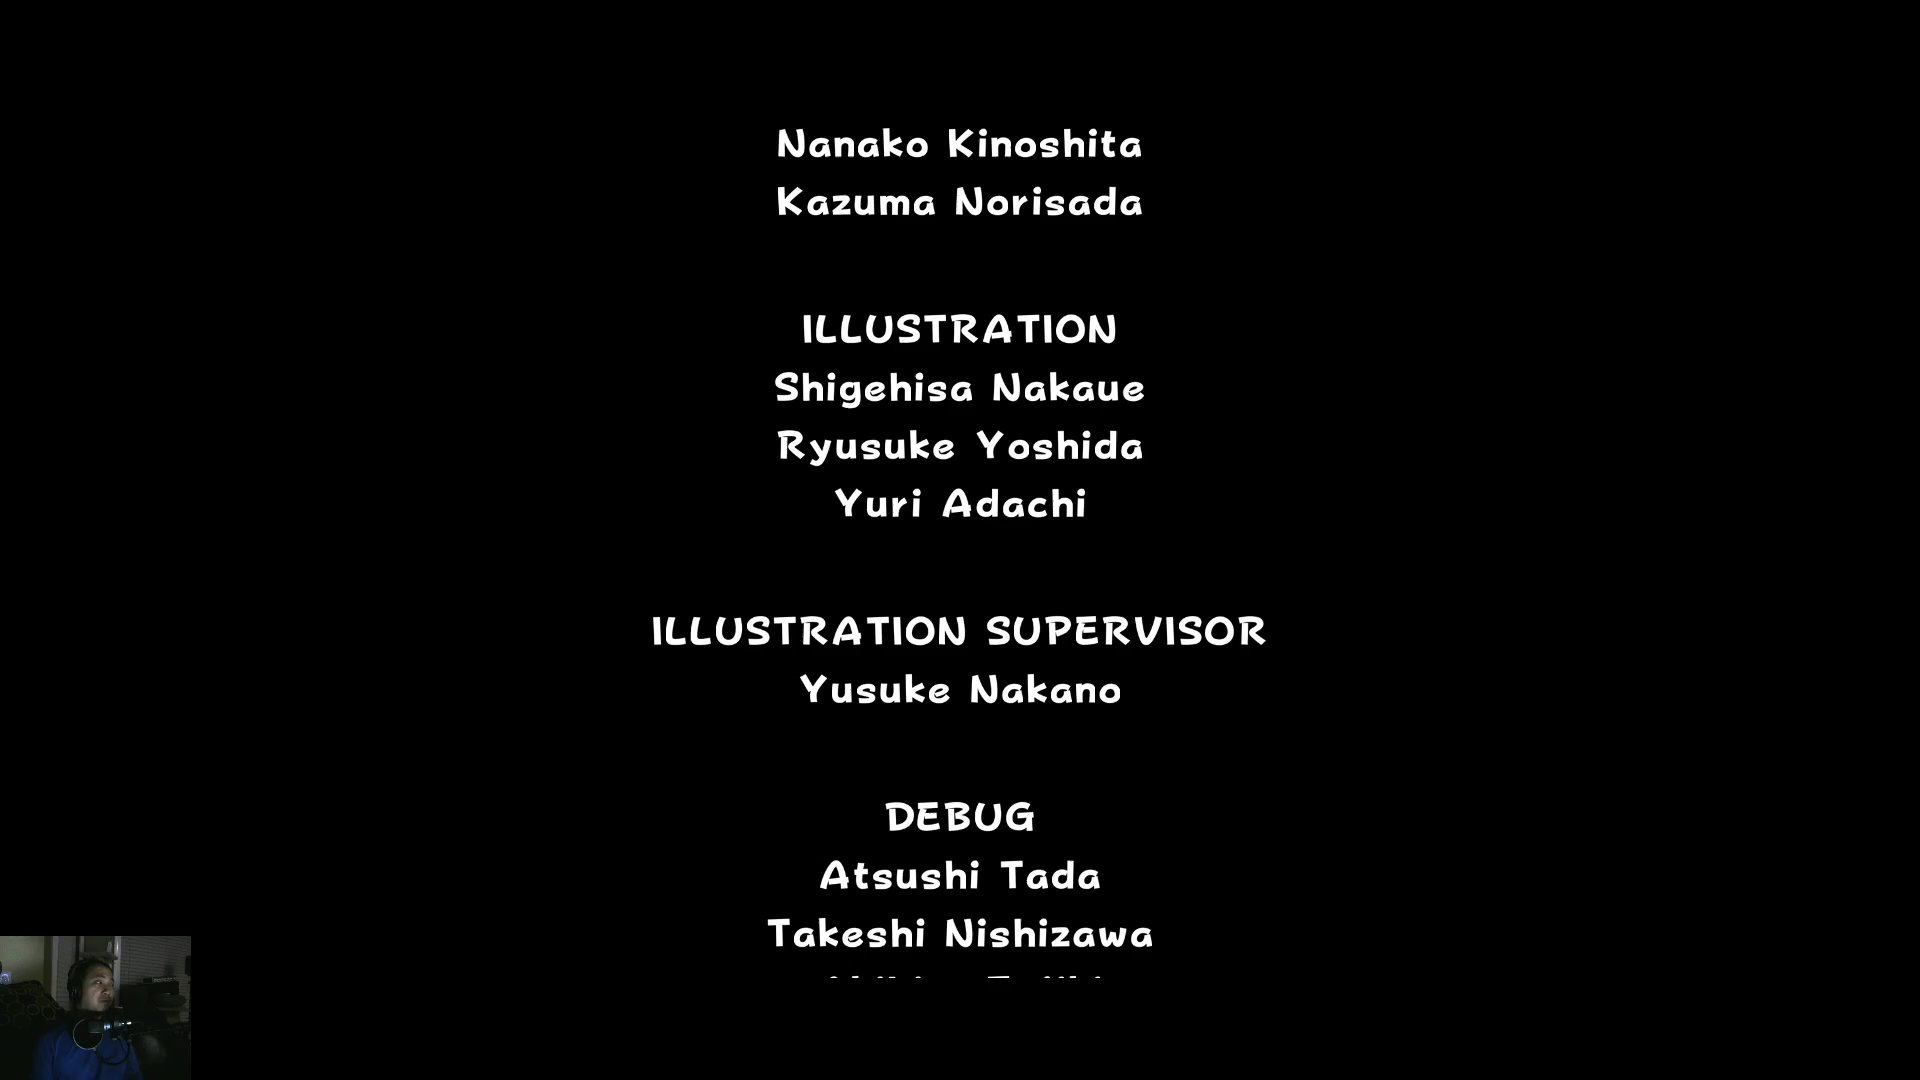 Nanako Kinoshita
Kazuma Norisada
ILLUSTRATION
Shigehisa Nakaue
Ryusuke Yoshida
Yuri Adachi
ILLUSTRATION SUPERVISOR
Yusuke Nakano
DEBUG
Atsushi Tada
Takeshi Nishizawa